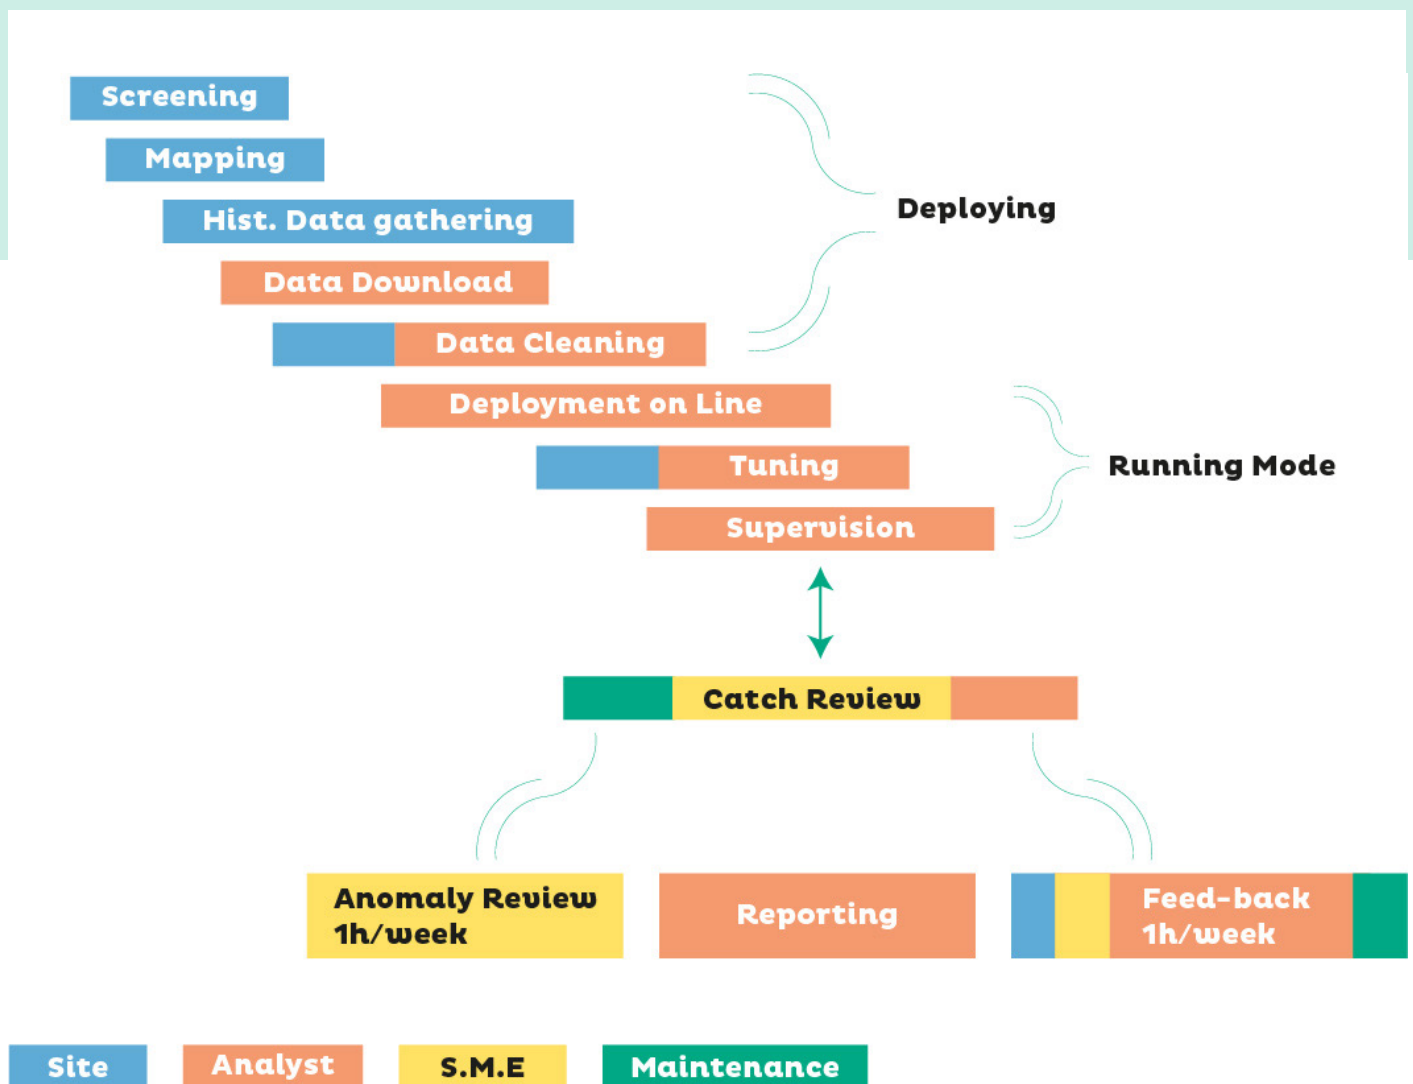 Screening
Mapping
Hist. Data gathering
Deploying
Data Download
Data Cleaning
Deployment on Line
Tuning
Running Mode
Supervision
Catch Review
Anomaly Review
1h/week
Reporting
Feed-back
1h/week
Site
Analyst
S.M.E
Maintenance